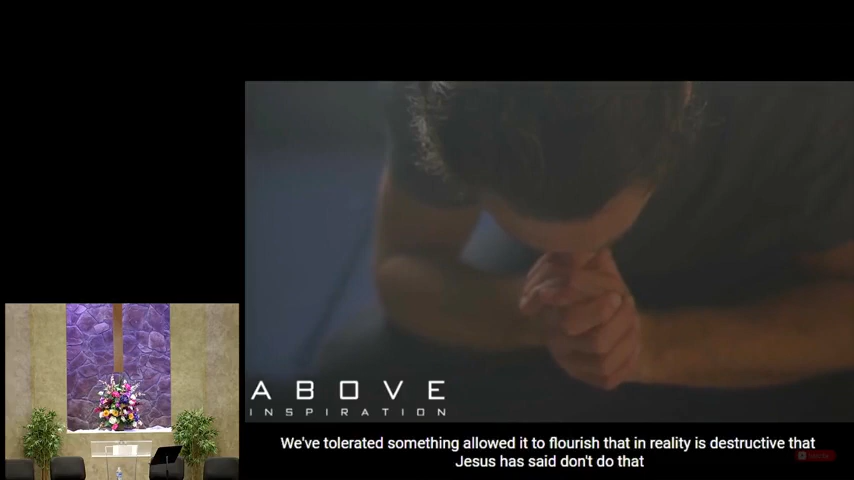 ABOVE
INSPIRATION
We've tolerated something allowed it to flourish that in reality is destructive that
Jesus has said don't do that